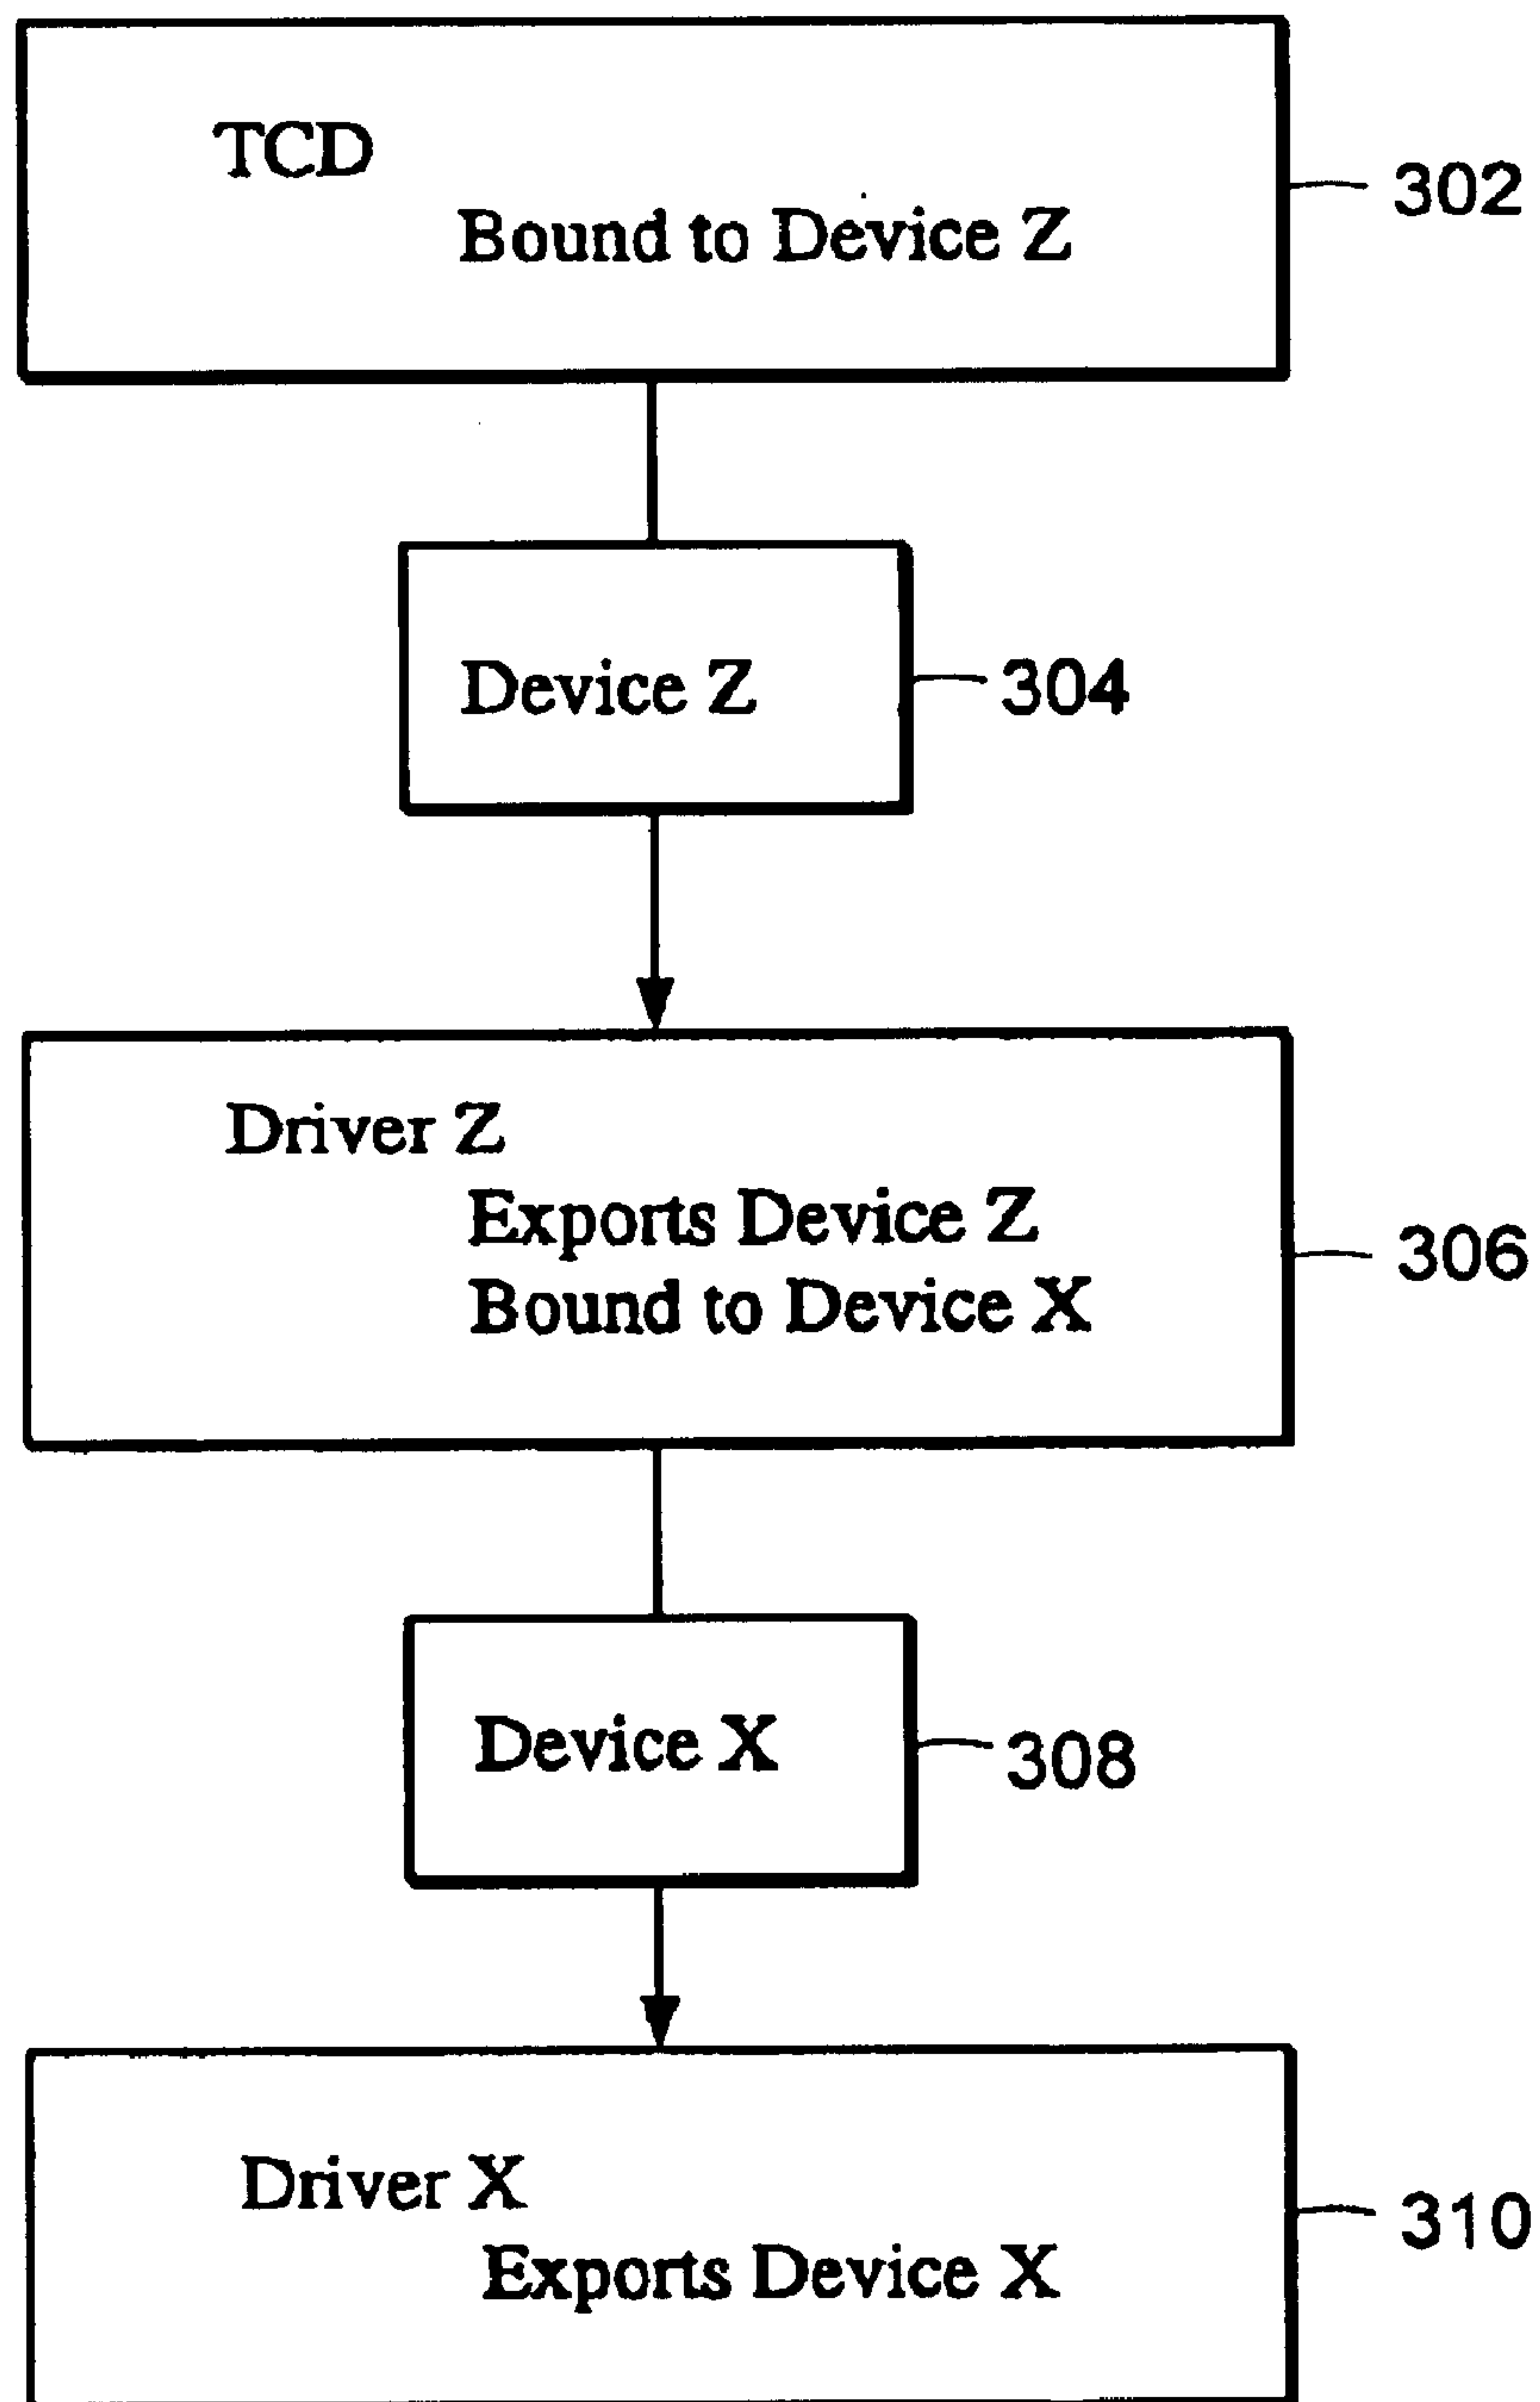 TCD
Bound to Device Z
302
Device Z
304
Driver Z
Exports Device Z
Bound to Device X
306
Device X
308
Driver X
Exports Device X
310